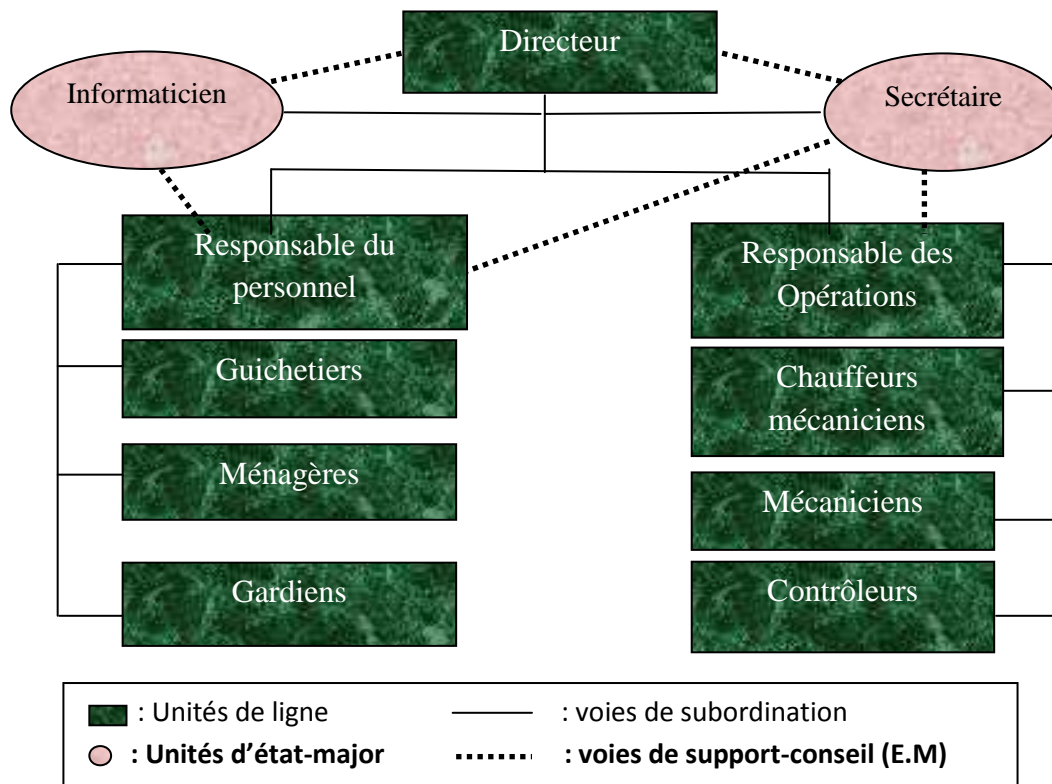 Directeur
Informaticien
Secrétaire
Responsable du
personnel
Responsable des
Opérations
Guichetiers
Chauffeurs
mécaniciens
Ménagères
Mécaniciens
Gardiens
Contrôleurs
: Unités de ligne
: voies de subordination
: Unités d’état-major
: voies de support-conseil (E.M)